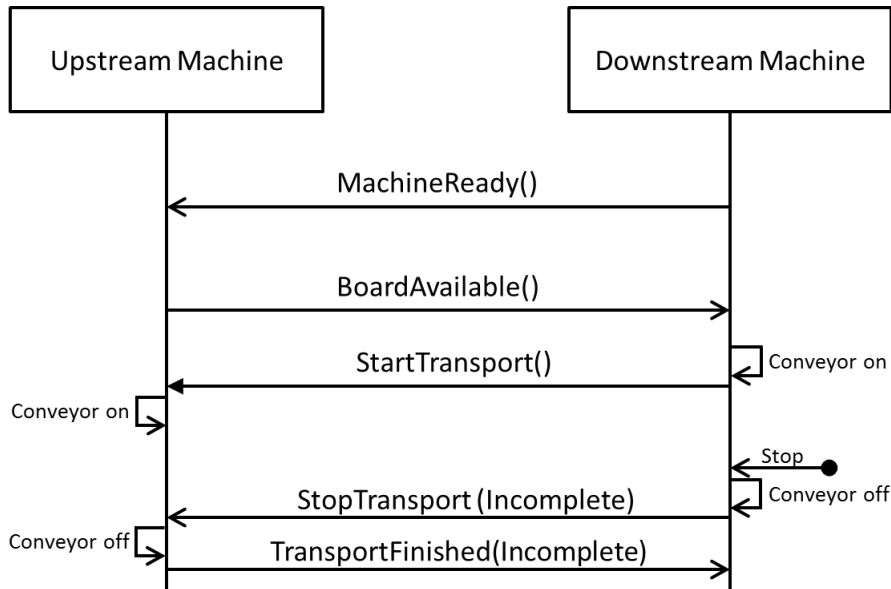 Upstream Machine
Downstream Machine
MachineReady()
BoardAvailable()
StartTransport()
Conveyor on
Conveyor on
Stop
StopTransport (Incomplete)
Conveyor off
Conveyor off
TransportFinished(Incomplete)